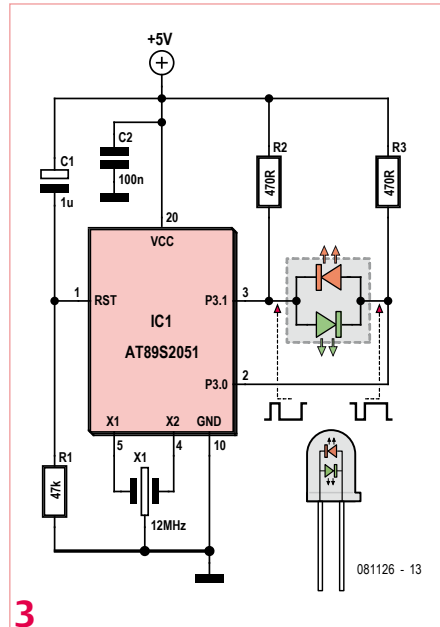 +5V
C1
1u
C2
100n
R2
470R
R3
470R
20
VCC
1
RST
P3.1
3
IC1
AT89S2051
P3.0
2
X1
X2
GND
5
4
10
R1
47k
X1
12MHz
081126 - 13
3